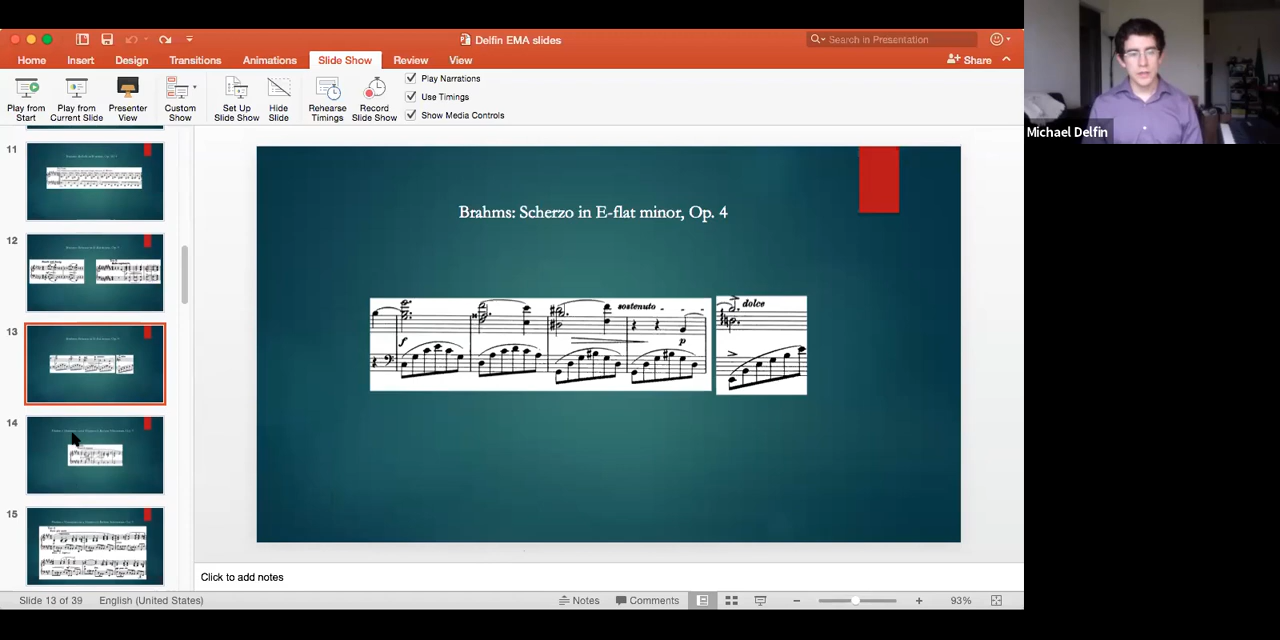 Delfin EMA slides
Search in Presentation
Home Insert Design Transitions Animations Slide Show Review View
Share
Play from Start
Play from Current Slide
Presenter View
Custom Show
Set Up Slide Show
Hide Slide
Rehearse Timings
Record Slide Show
Play Narrations
Use Timings
Show Media Controls
Michael Delfin
11
12
13
14
15
Brahms: Scherzo in E-flat minor, Op. 4
sostenuto - - -
f
p
dolce
Click to add notes
Slide 13 of 39 English (United States) Notes Comments 93%